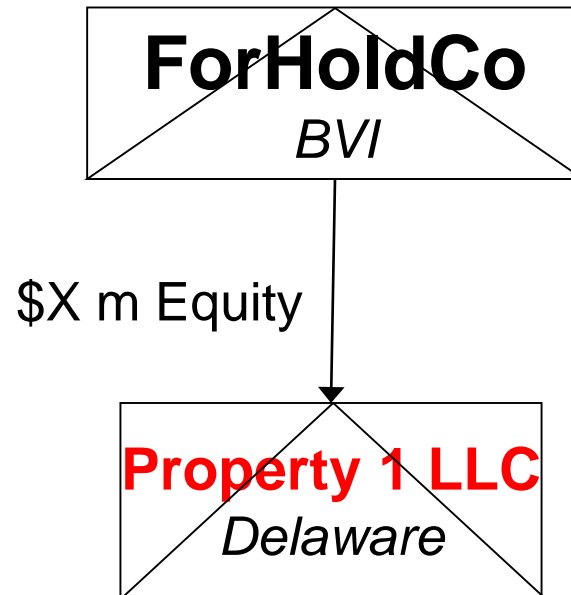 ForHoldCo
BVI
$X m Equity
Property 1 LLC
Delaware